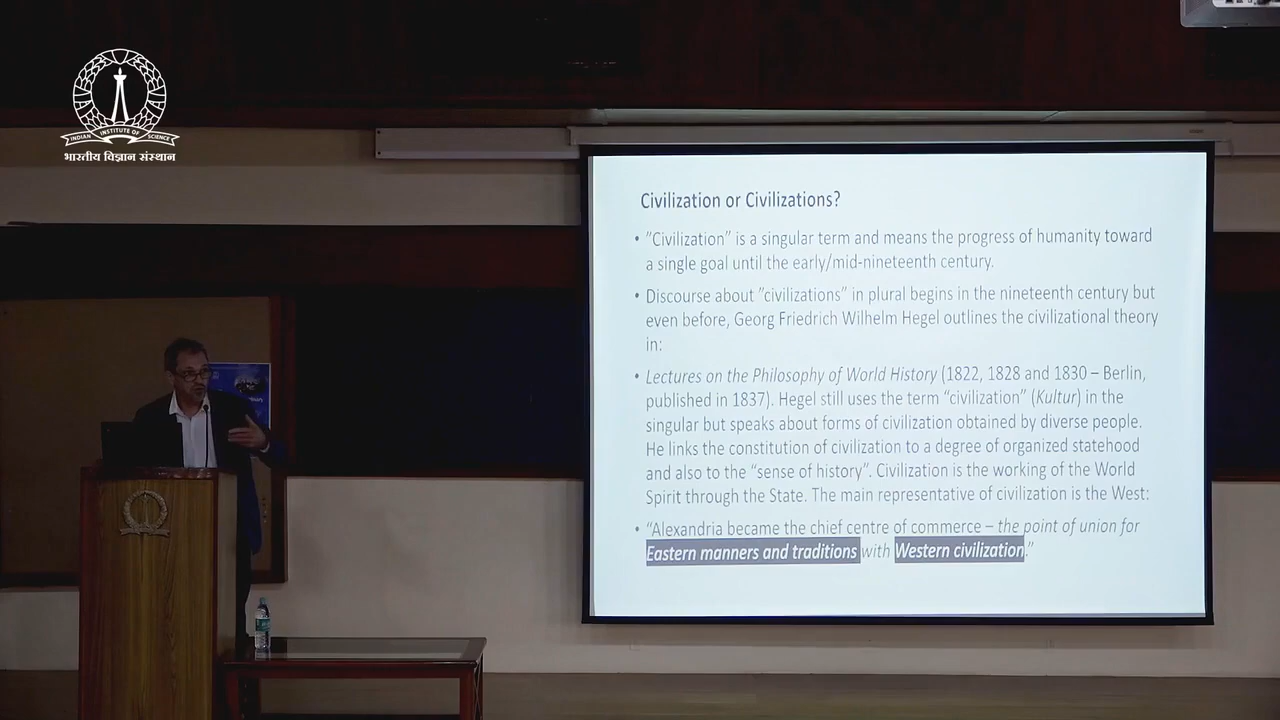 INDIAN INSTITUTE OF SCIENCE
भारतीय विज्ञान संस्थान
Civilization or Civilizations?
• ”Civilization” is a singular term and means the progress of humanity toward
a single goal until the early/mid-nineteenth century.
• Discourse about ”civilizations” in plural begins in the nineteenth century but
even before, Georg Friedrich Wilhelm Hegel outlines the civilizational theory
in:
• Lectures on the Philosophy of World History (1822, 1828 and 1830 – Berlin,
published in 1837). Hegel still uses the term “civilization” (Kultur) in the
singular but speaks about forms of civilization obtained by diverse people.
He links the constitution of civilization to a degree of organized statehood
and also to the “sense of history”. Civilization is the working of the World
Spirit through the State. The main representative of civilization is the West:
• “Alexandria became the chief centre of commerce – the point of union for
Eastern manners and traditions with Western civilization.”